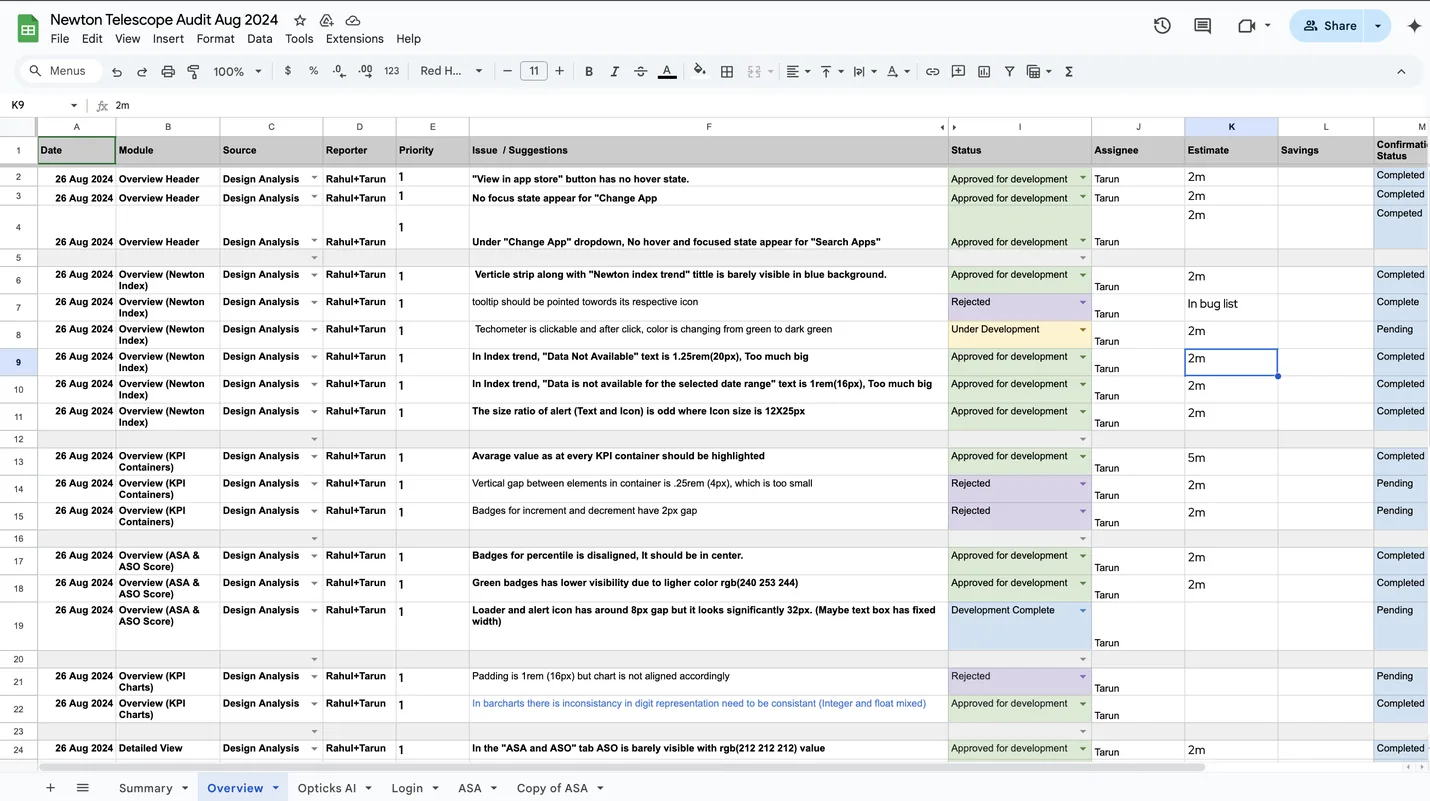 Newton Telescope Audit Aug 2024
File Edit View Insert Format Data Tools Extensions Help
Share
Menus 100% $ % .0 .00 123 Red H... 11 B I S A
K9 fx 2m
A B C D E F I J K L M
1 Date Module Source Reporter Priority Issue / Suggestions Status Assignee Estimate Savings Confirmati
Status
2 26 Aug 2024 Overview Header Design Analysis Rahul+Tarun 1 "View in app store" button has no hover state. Approved for development Tarun 2m Completed
3 26 Aug 2024 Overview Header Design Analysis Rahul+Tarun 1 No focus state appear for "Change App Approved for development Tarun 2m Completed
4 26 Aug 2024 Overview Header Design Analysis Rahul+Tarun 1 Under "Change App" dropdown, No hover and focused state appear for "Search Apps" Approved for development Tarun 2m Competed
5
6 26 Aug 2024 Overview (Newton Design Analysis Rahul+Tarun 1 Verticle strip along with "Newton index trend" tittle is barely visible in blue background. Approved for development Tarun 2m Completed
Index)
7 26 Aug 2024 Overview (Newton Design Analysis Rahul+Tarun 1 tooltip should be pointed towords its respective icon Rejected Tarun In bug list Complete
Index)
8 26 Aug 2024 Overview (Newton Design Analysis Rahul+Tarun 1 Techometer is clickable and after click, color is changing from green to dark green Under Development Tarun 2m Pending
Index)
9 26 Aug 2024 Overview (Newton Design Analysis Rahul+Tarun 1 In Index trend, "Data Not Available" text is 1.25rem(20px), Too much big Approved for development Tarun 2m Completed
Index)
10 26 Aug 2024 Overview (Newton Design Analysis Rahul+Tarun 1 In Index trend, "Data is not available for the selected date range" text is 1rem(16px), Too much big Approved for development Tarun 2m Completed
Index)
11 26 Aug 2024 Overview (Newton Design Analysis Rahul+Tarun 1 The size ratio of alert (Text and Icon) is odd where Icon size is 12X25px Approved for development Tarun 2m Completed
Index)
12
13 26 Aug 2024 Overview (KPI Design Analysis Rahul+Tarun 1 Avarage value as at every KPI container should be highlighted Approved for development Tarun 5m Completed
Containers)
14 26 Aug 2024 Overview (KPI Design Analysis Rahul+Tarun 1 Vertical gap between elements in container is .25rem (4px), which is too small Rejected Tarun 2m Pending
Containers)
15 26 Aug 2024 Overview (KPI Design Analysis Rahul+Tarun 1 Badges for increment and decrement have 2px gap Rejected Tarun 2m Pending
Containers)
16
17 26 Aug 2024 Overview (ASA & Design Analysis Rahul+Tarun 1 Badges for percentile is disaligned, It should be in center. Approved for development Tarun 2m Completed
ASO Score)
18 26 Aug 2024 Overview (ASA & Design Analysis Rahul+Tarun 1 Green badges has lower visibility due to ligher color rgb(240 253 244) Approved for development Tarun 2m Completed
ASO Score)
19 26 Aug 2024 Overview (ASA & Design Analysis Rahul+Tarun 1 Loader and alert icon has around 8px gap but it looks significantly 32px. (Maybe text box has fixed Development Complete Tarun Pending
ASO Score) width)
20
21 26 Aug 2024 Overview (KPI Design Analysis Rahul+Tarun 1 Padding is 1rem (16px) but chart is not aligned accordingly Rejected Tarun Pending
Charts)
22 26 Aug 2024 Overview (KPI Design Analysis Rahul+Tarun 1 In barcharts there is inconsistancy in digit representation need to be consistant (Integer and float mixed) Approved for development Tarun Completed
Charts)
23
24 26 Aug 2024 Detailed View Design Analysis Rahul+Tarun 1 In the "ASA and ASO" tab ASO is barely visible with rgb(212 212 212) value Approved for development Tarun 2m Completed
Summary Overview Opticks AI Login ASA Copy of ASA